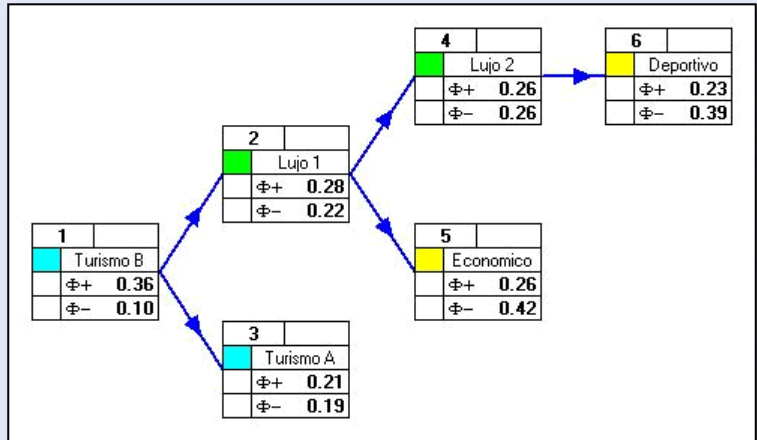 1
Turismo B
Φ+ 0.36
Φ− 0.10
2
Lujo 1
Φ+ 0.28
Φ− 0.22
3
Turismo A
Φ+ 0.21
Φ− 0.19
4
Lujo 2
Φ+ 0.26
Φ− 0.26
5
Economico
Φ+ 0.26
Φ− 0.42
6
Deportivo
Φ+ 0.23
Φ− 0.39